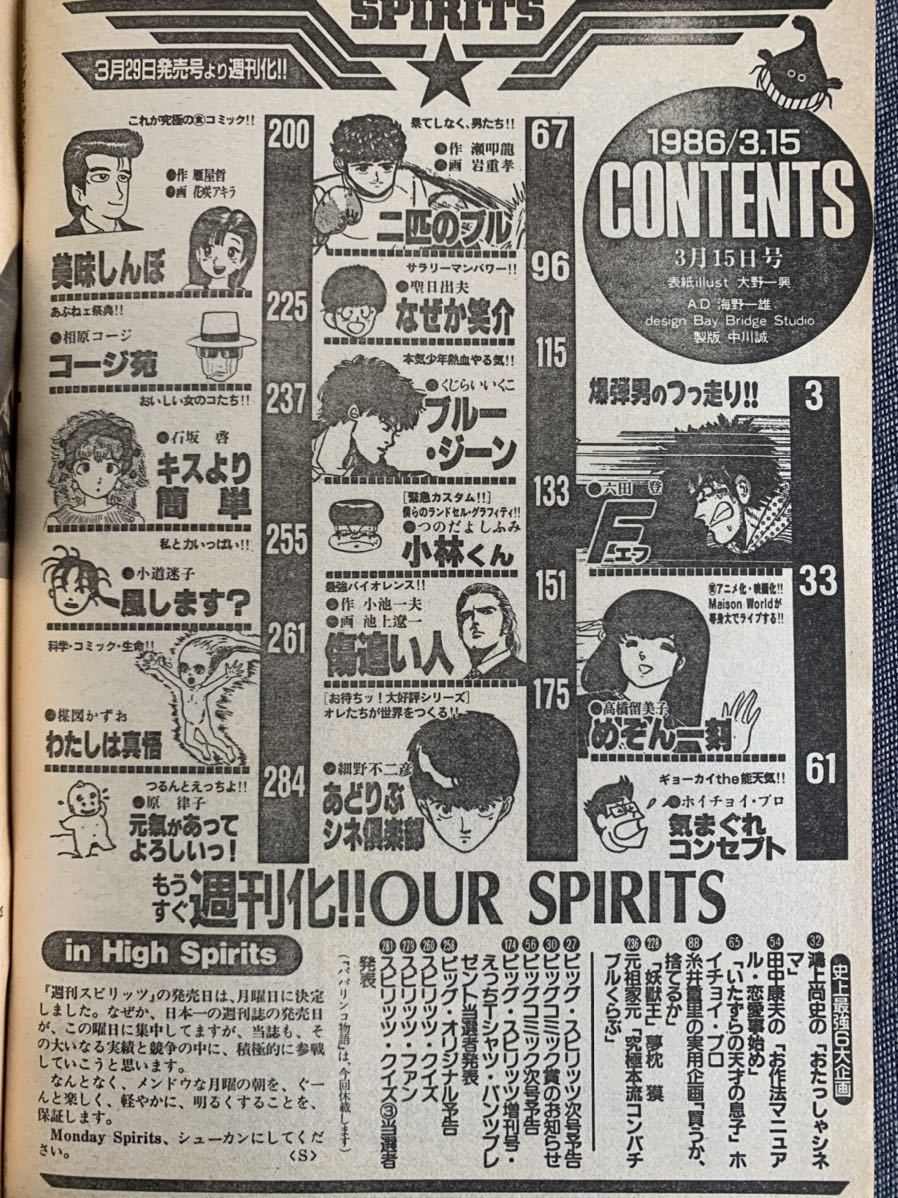 SPIRITS
3月29日発売号より週刊化!!
1986/3.15
CONTENTS
3月15日号
表紙illust 大野一興
A.D 海野一雄
design Bay Bridge Studio
製版 中川誠
爆弾男のつっ走り!!
3
●六田 登
F
エフ
33
アニメ化・映画化!!
Maison Worldが
等身大でライブする!!
●高橋留美子
めぞん一刻
61
ギョーカイthe能天気!!
●ホイチョイ・プロ
気まぐれ
コンセプト
果てしなく、男たち!!
67
●作 瀬叩龍
●画 岩重孝
二匹のブル
96
サラリーマンパワー!!
●聖日出夫
なぜか笑介
115
本気少年熱血やる気!!
●くじらいいくこ
ブルー
・ジーン
133
[緊急カスタム!!]
僕らのランドセル・グラフィティ!!
●つのだよしふみ
小林くん
151
最強バイオレンス!!
●作 小池一夫
●画 池上遼一
傷追い人
175
[お待ちッ!大好評シリーズ]
オレたちが世界をつくる!!
●細野不二彦
あどりぶ
シネ倶楽部
これが究極の食コミック!!
200
●作 雁屋哲
●画 花咲アキラ
美味しんぼ
225
あぶねェ祭典!!
●相原コージ
コージ苑
237
おいしい女のコたち!!
●石坂 啓
キスより
簡単
255
私と力いっぱい!!
●小道迷子
風します?
261
科学・コミック・生命!!
●楳図かずお
わたしは真悟
284
つるんとえっちよ!!
●原 律子
元氣があって
よろしいっ!
もうすぐ週刊化!!OUR SPIRITS
史上最強6大企画
32 鴻上尚史の「おたっしゃシネ
マ」
54 田中康夫の「お作法マニュア
ル・恋愛事始め」
65 「いたずらの天才の息子」ホ
イチョイ・プロ
88 糸井重里の実用企画「買うか、
捨てるか」
228 「妖獣王」夢枕 獏
236 元祖家元「究極本流コンバチ
ブルくらぶ」
27 ビッグ・スピリッツ次号予告
30 ビッグコミック賞のお知らせ
56 ビッグコミック次号予告
174 ビッグ・スピリッツ増刊号・
えっちTシャツ・パンツプレ
ゼント当選者発表
258 ビッグ・オリジナル予告
260 スピリッツ・クイズ
279 スピリッツ・ファン
281 スピリッツ・クイズ③当選者
発表
(「パパリンコ物語」は、今回休載します)
in High Spirits
『週刊スピリッツ』の発売日は、月曜日に決定
しました。なぜか、日本一の週刊誌の発売日
が、この曜日に集中してますが、当誌も、そ
の大いなる実績と競争の中に、積極的に参戦
していこうと思います。
なんとなく、メンドウな月曜の朝を、ぐー
んと楽しく、軽やかに、明るくすることを、
保証します。
Monday Spirits、シューカンにしてくだ
さい。 〈S〉